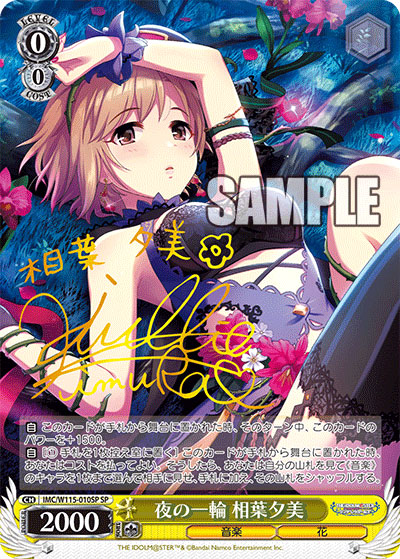 LEVEL
0
0
COST
SAMPLE
相葉 夕美
Jullie
Kimura
自 このカードが手札から舞台に置かれた時、そのターン中、このカードの
パワーを＋1500。
自 ［① 手札を1枚控え室に置く］ このカードが手札から舞台に置かれた時、
あなたはコストを払ってよい。そうしたら、あなたは自分の山札を見て《音楽》
のキャラを1枚まで選んで相手に見せ、手札に加え、その山札をシャッフルする。
CH IMC/W115-010SP SP
夜の一輪 相葉夕美
POWER
2000
音楽 花
THE IDOLM@STER™& ©Bandai Namco Entertainment Inc.